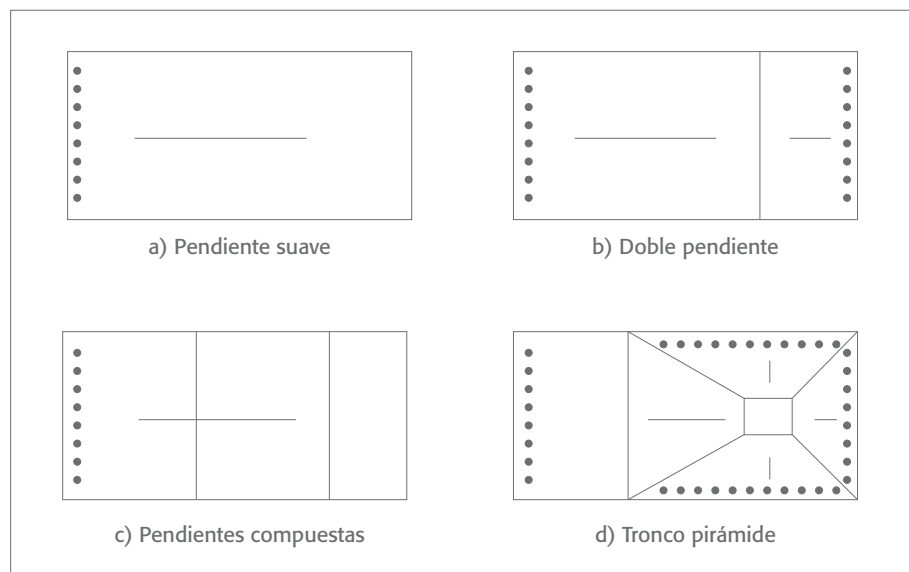 a) Pendiente suave
b) Doble pendiente
c) Pendientes compuestas
d) Tronco pirámide